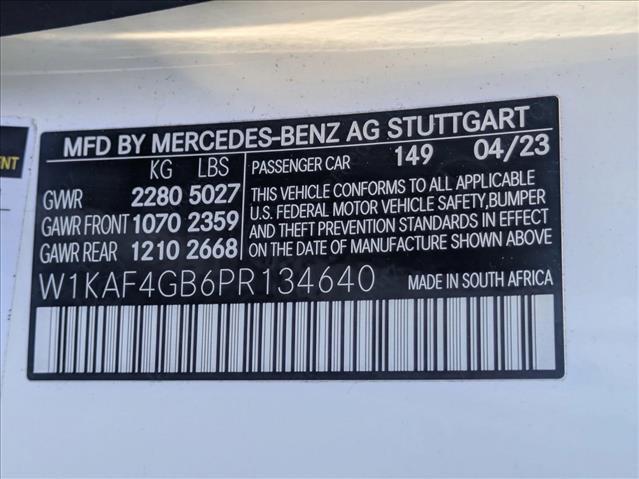 MFD BY MERCEDES-BENZ AG STUTTGART
KG LBS
GVWR 2280 5027
GAWR FRONT 1070 2359
GAWR REAR 1210 2668
PASSENGER CAR 149 04/23
THIS VEHICLE CONFORMS TO ALL APPLICABLE
U.S. FEDERAL MOTOR VEHICLE SAFETY,BUMPER
AND THEFT PREVENTION STANDARDS IN EFFECT
ON THE DATE OF MANUFACTURE SHOWN ABOVE.
W1KAF4GB6PR134640 MADE IN SOUTH AFRICA